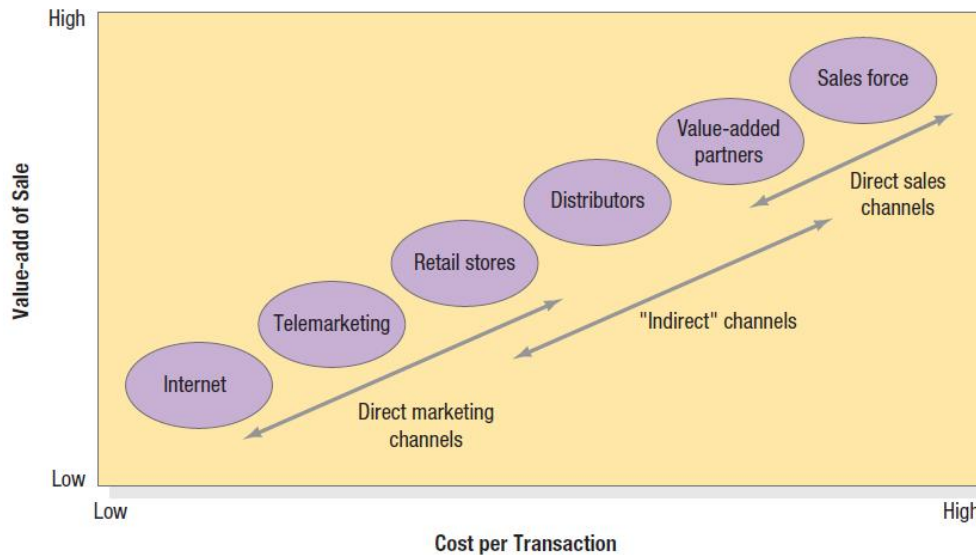 High
Sales force
Value-added
partners
Direct sales
channels
Distributors
Value-add of Sale
Retail stores
"Indirect" channels
Telemarketing
Internet
Direct marketing
channels
Low
Low
High
Cost per Transaction